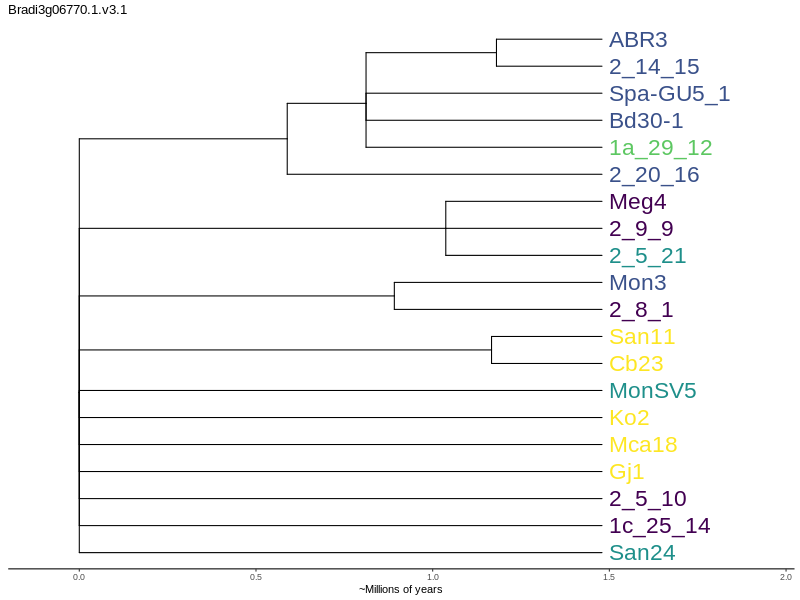 Bradi3g06770.1.v3.1
ABR3
2_14_15
Spa-GU5_1
Bd30-1
1a_29_12
2_20_16
Meg4
2_9_9
2_5_21
Mon3
2_8_1
San11
Cb23
MonSV5
Ko2
Mca18
Gj1
2_5_10
1c_25_14
San24
0.0 0.5 1.0 1.5 2.0
~Millions of years